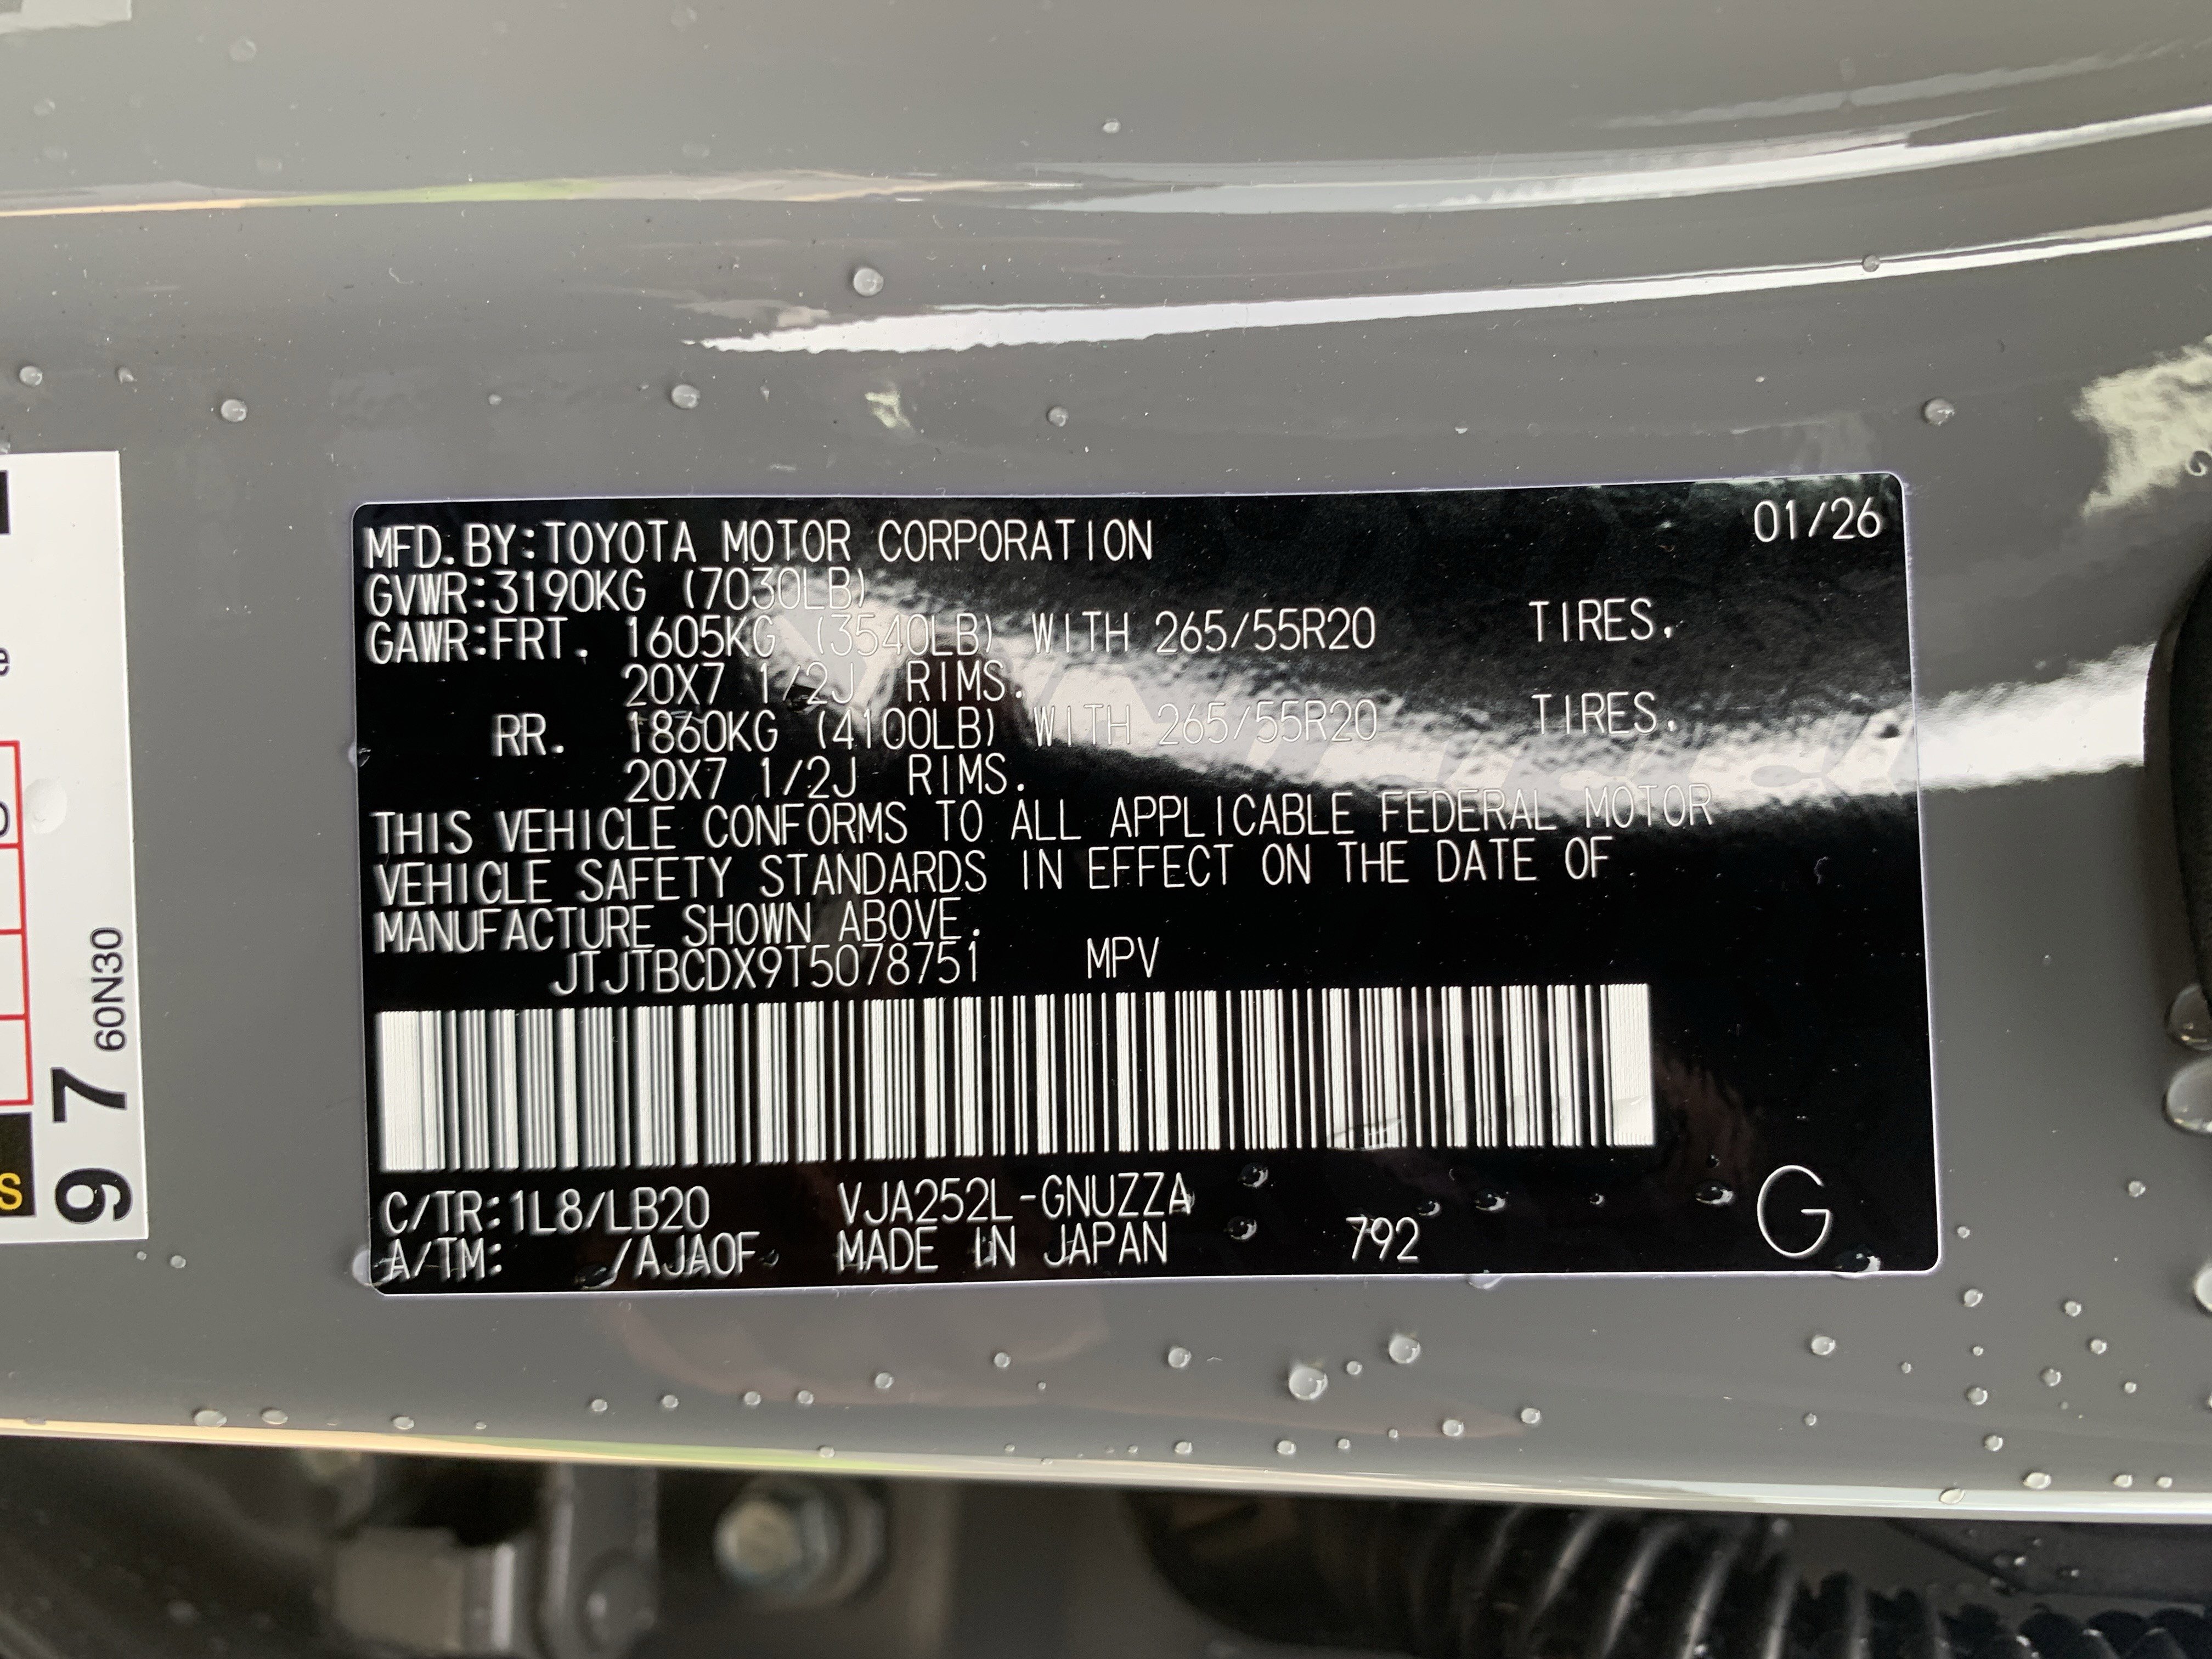 MFD.BY:TOYOTA MOTOR CORPORATION 01/26
GVWR:3190KG (7030LB)
GAWR:FRT. 1605KG (3540LB) WITH 265/55R20 TIRES.
20X7 1/2J RIMS.
RR. 1860KG (4100LB) WITH 265/55R20 TIRES.
20X7 1/2J RIMS.
THIS VEHICLE CONFORMS TO ALL APPLICABLE FEDERAL MOTOR
VEHICLE SAFETY STANDARDS IN EFFECT ON THE DATE OF
MANUFACTURE SHOWN ABOVE.
JTJTBCDX9T5078751 MPV
C/TR:1L8/LB20 VJA252L-GNUZZA
A/TM: /AJA0F MADE IN JAPAN 792 G
97 60N30